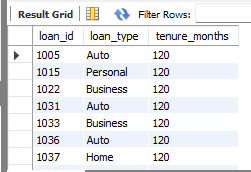 Result Grid Filter Rows:
loan_id loan_type tenure_months
1005 Auto 120
1015 Personal 120
1022 Business 120
1031 Auto 120
1033 Business 120
1036 Auto 120
1037 Home 120